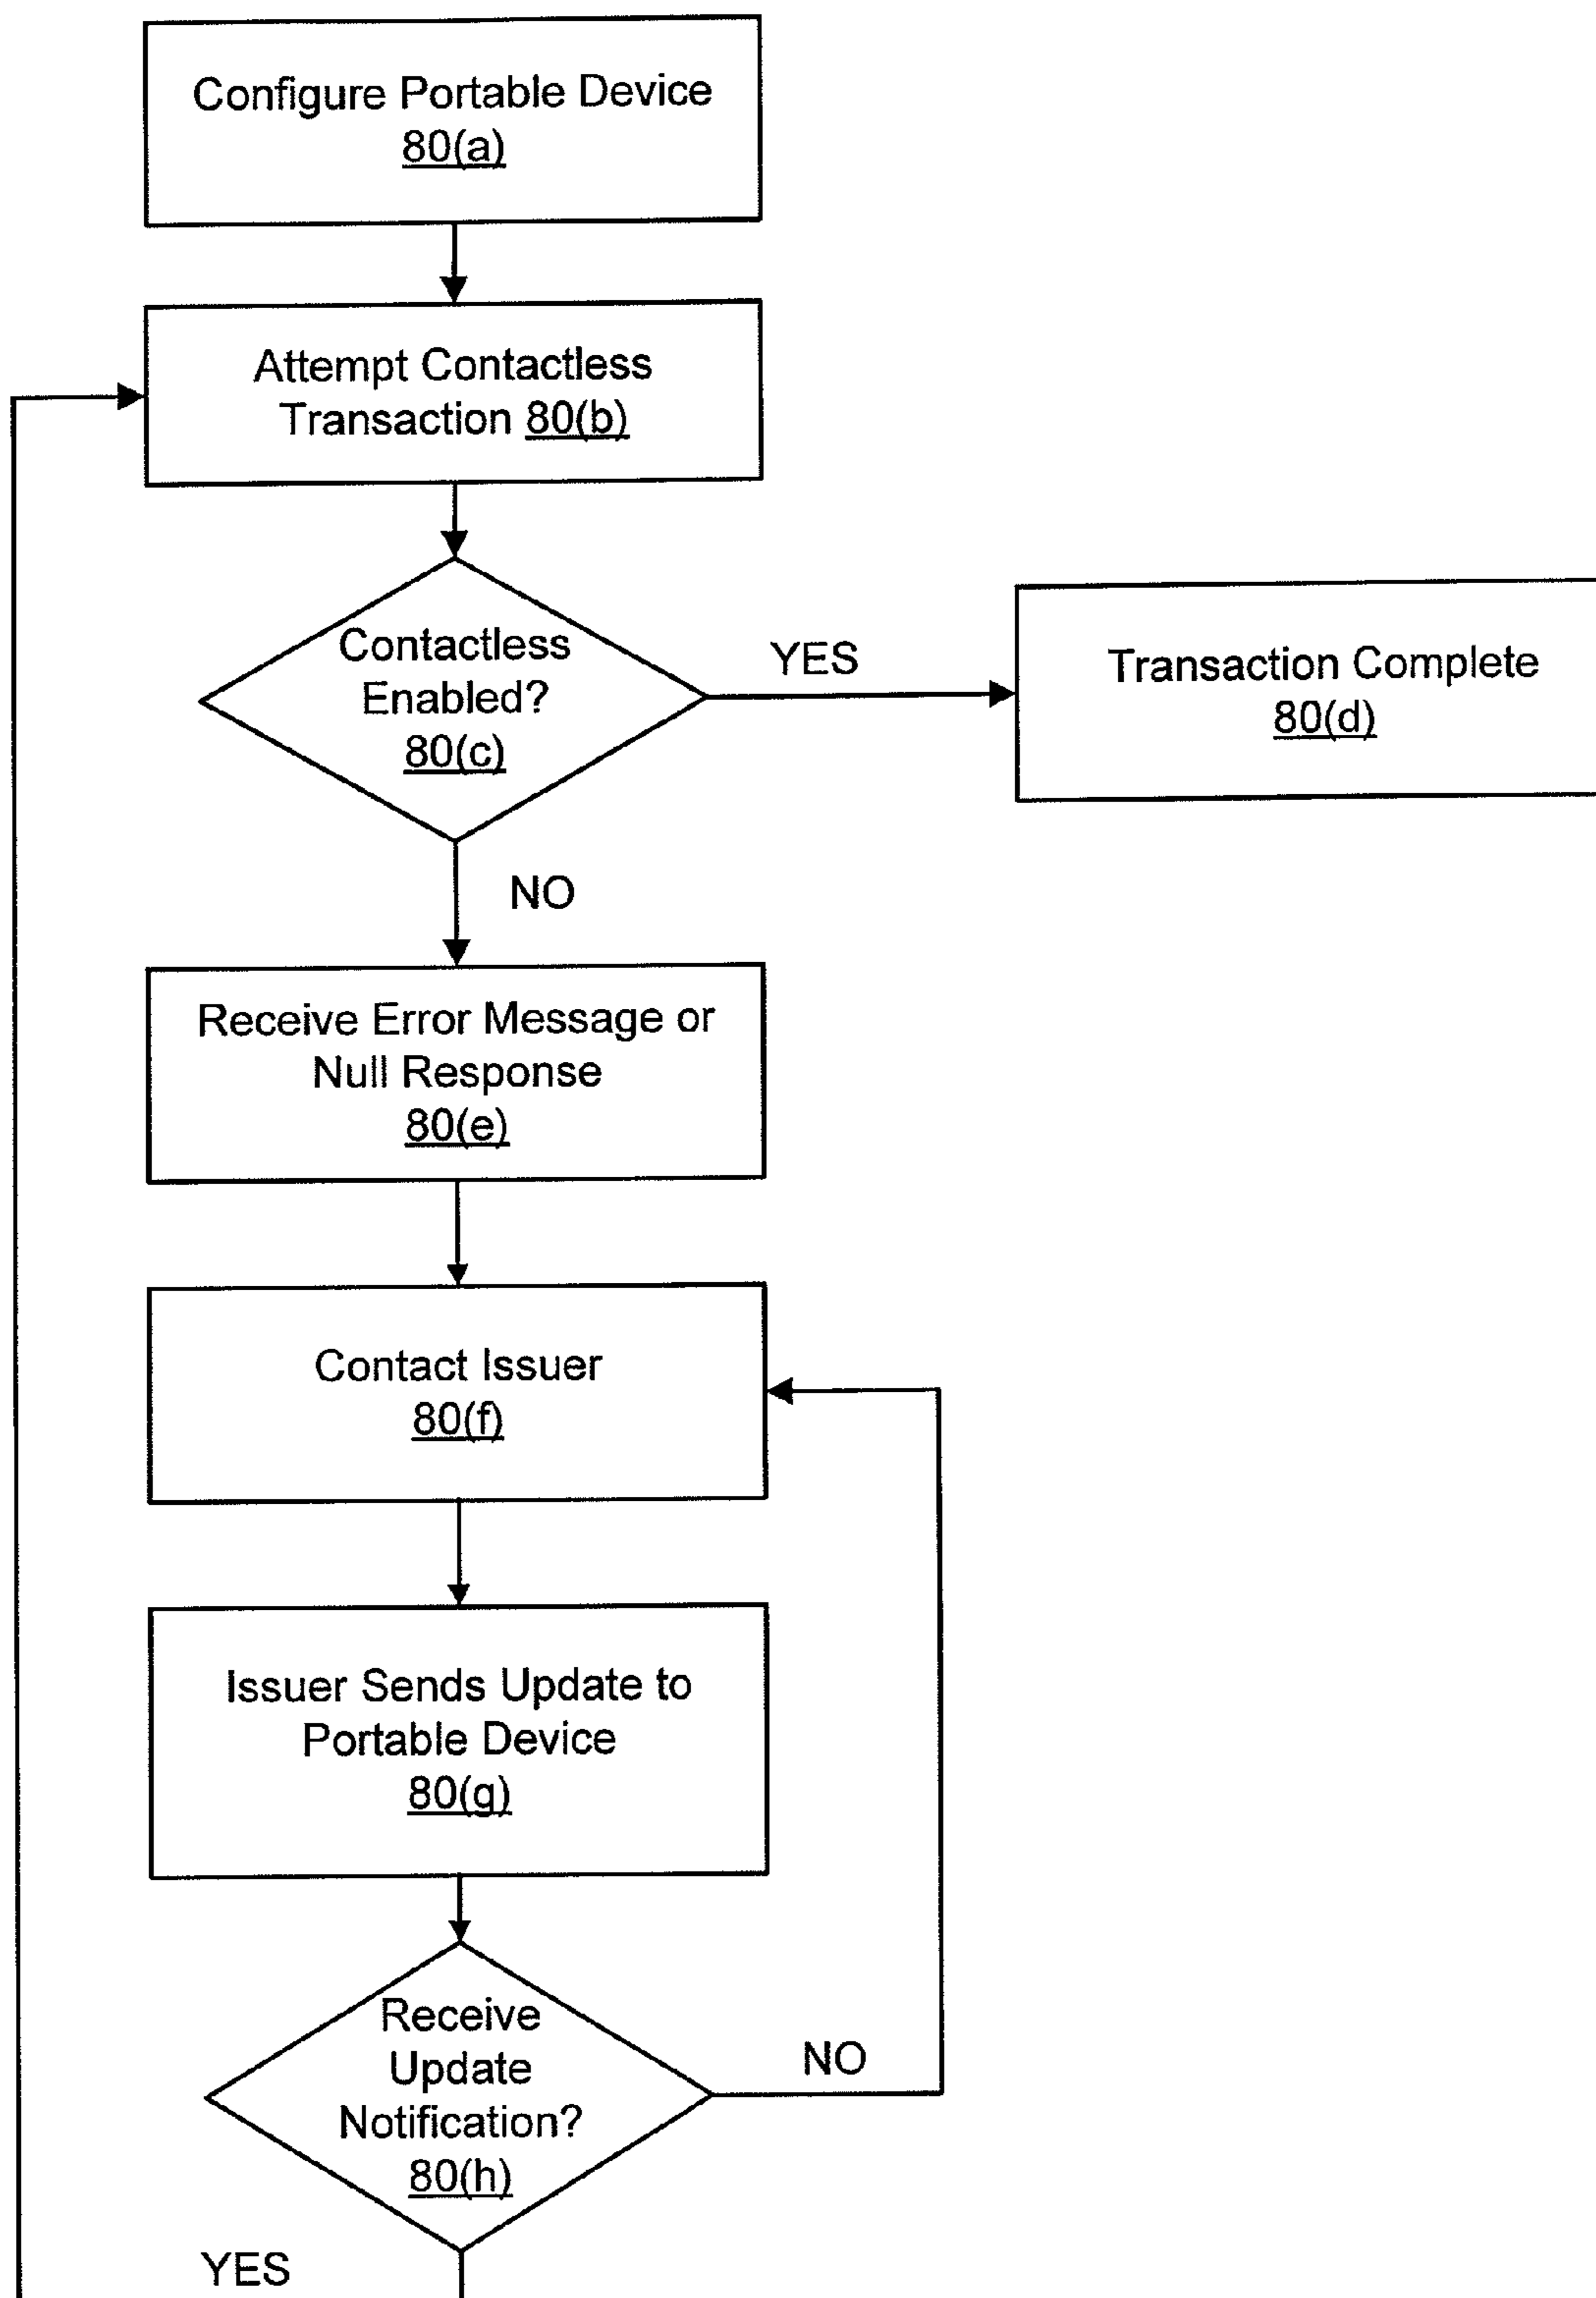 Configure Portable Device
80(a)
Attempt Contactless
Transaction 80(b)
Contactless
Enabled?
80(c)
YES
Transaction Complete
80(d)
NO
Receive Error Message or
Null Response
80(e)
Contact Issuer
80(f)
Issuer Sends Update to
Portable Device
80(g)
Receive
Update
Notification?
80(h)
NO
YES